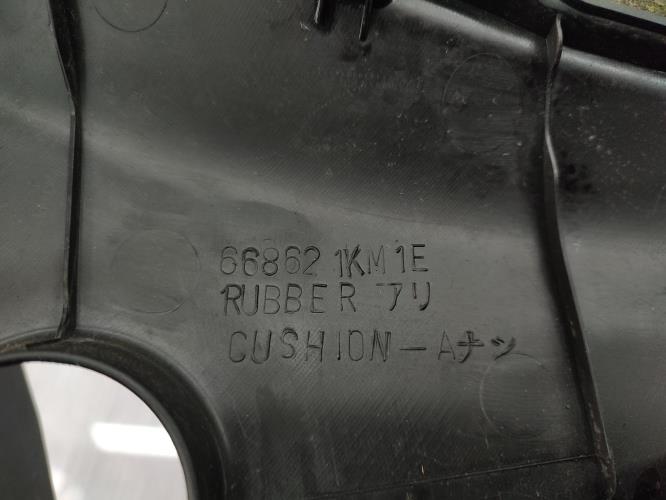 66862 1KM1E
RUBBER アリ
CUSHION-Aナシ